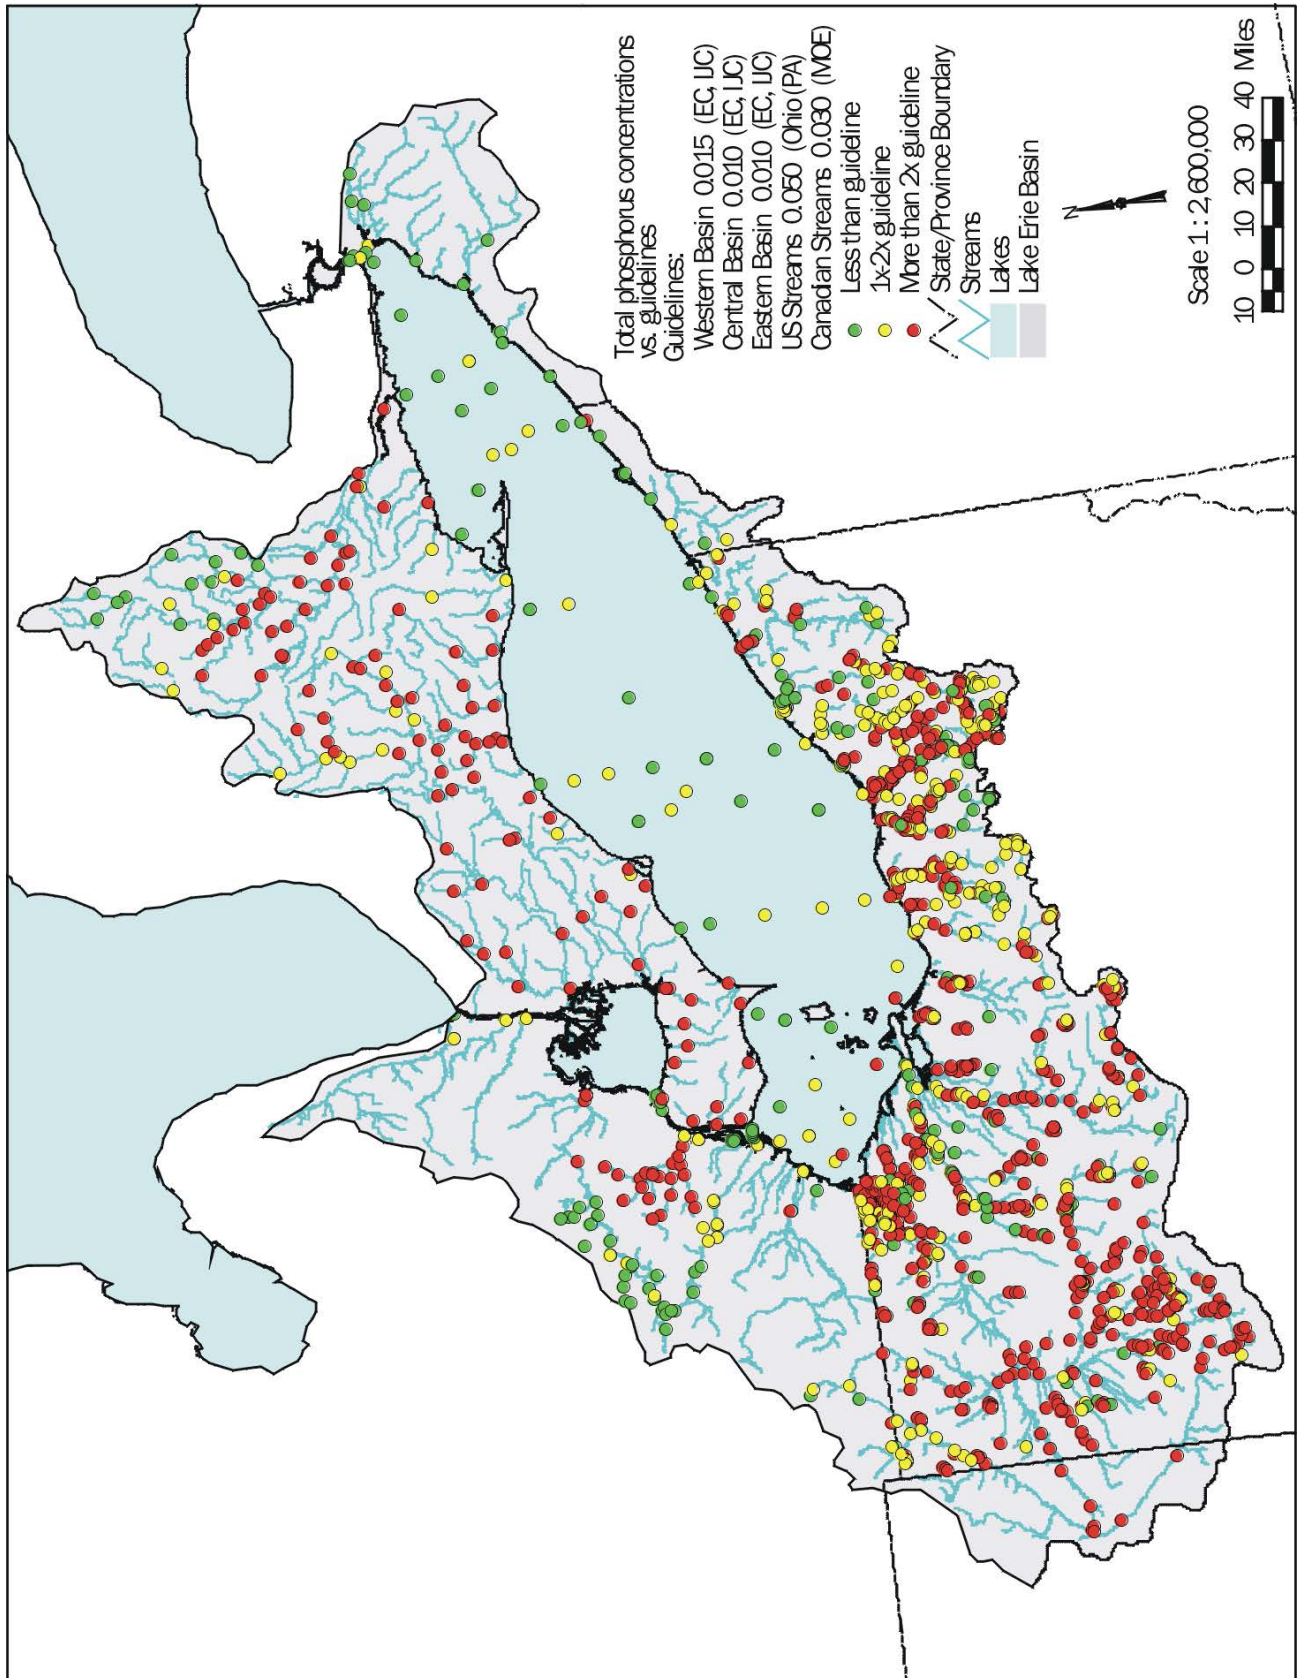 Total phosphorus concentrations
vs. guidelines
Guidelines:
Western Basin 0.015 (EC, IJC)
Central Basin 0.010 (EC, IJC)
Eastern Basin 0.010 (EC, IJC)
US Streams 0.050 (Ohio (PA)
Canadian Streams 0.030 (MOE)
Less than guideline
1x-2x guideline
More than 2x guideline
State/Province Boundary
Streams
Lakes
Lake Erie Basin
N
Scale 1 : 2,600,000
10 0 10 20 30 40 Miles